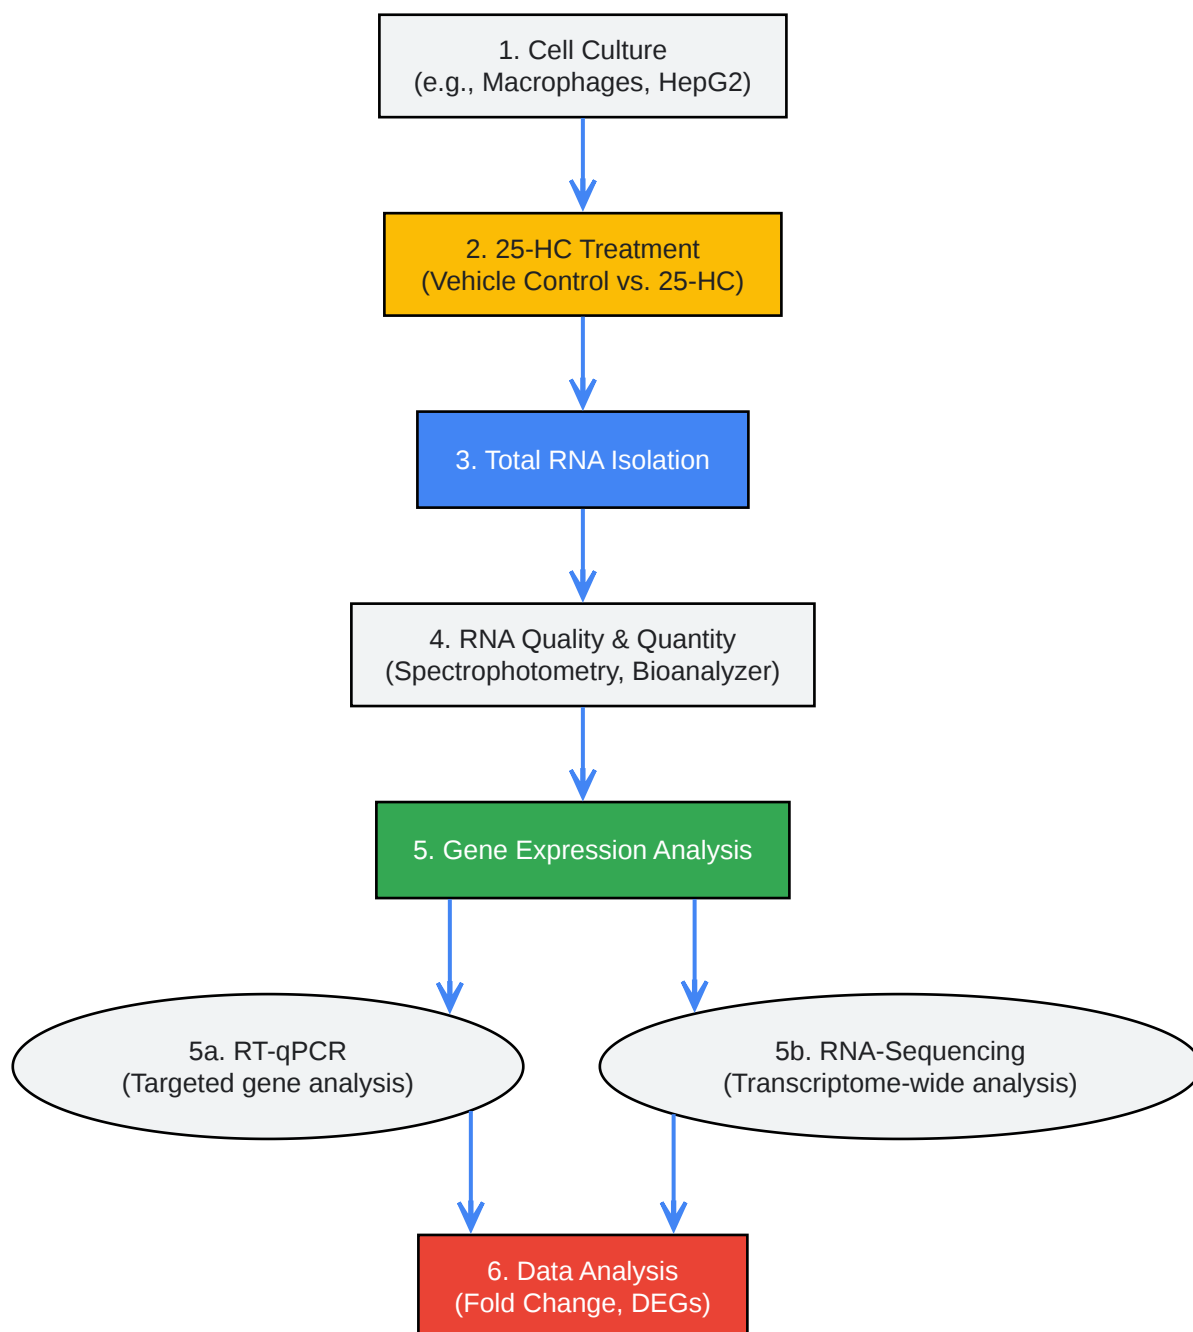 1. Cell Culture
(e.g., Macrophages, HepG2)
2. 25-HC Treatment
(Vehicle Control vs. 25-HC)
3. Total RNA Isolation
4. RNA Quality & Quantity
(Spectrophotometry, Bioanalyzer)
5. Gene Expression Analysis
5a. RT-qPCR
(Targeted gene analysis)
5b. RNA-Sequencing
(Transcriptome-wide analysis)
6. Data Analysis
(Fold Change, DEGs)